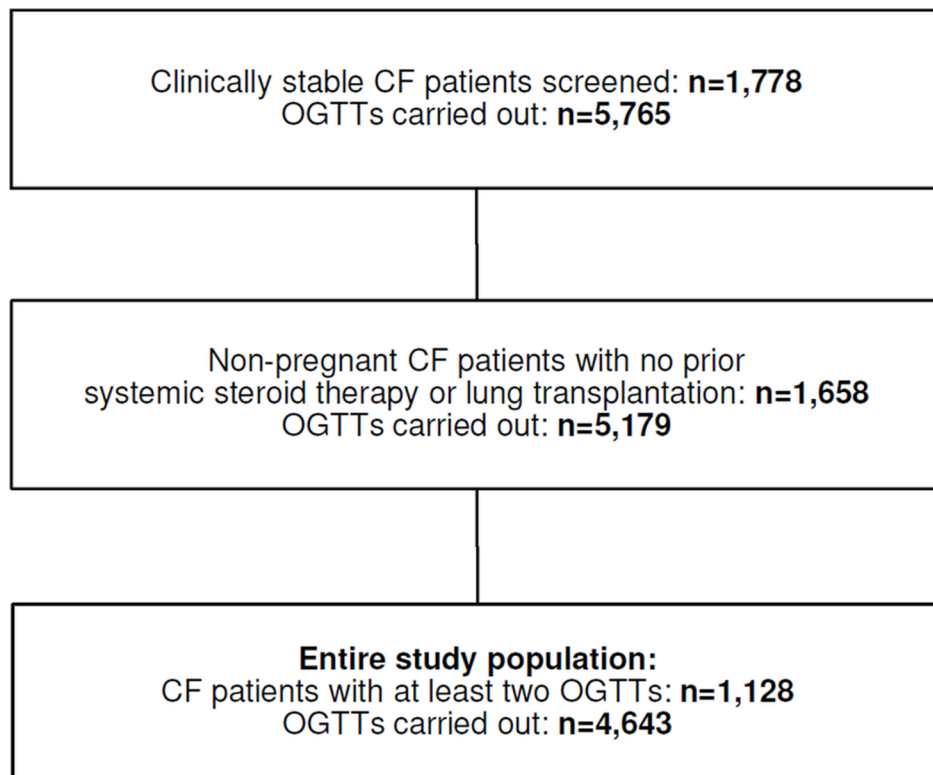 Clinically stable CF patients screened: n=1,778
OGTTs carried out: n=5,765
Non-pregnant CF patients with no prior
systemic steroid therapy or lung transplantation: n=1,658
OGTTs carried out: n=5,179
Entire study population:
CF patients with at least two OGTTs: n=1,128
OGTTs carried out: n=4,643